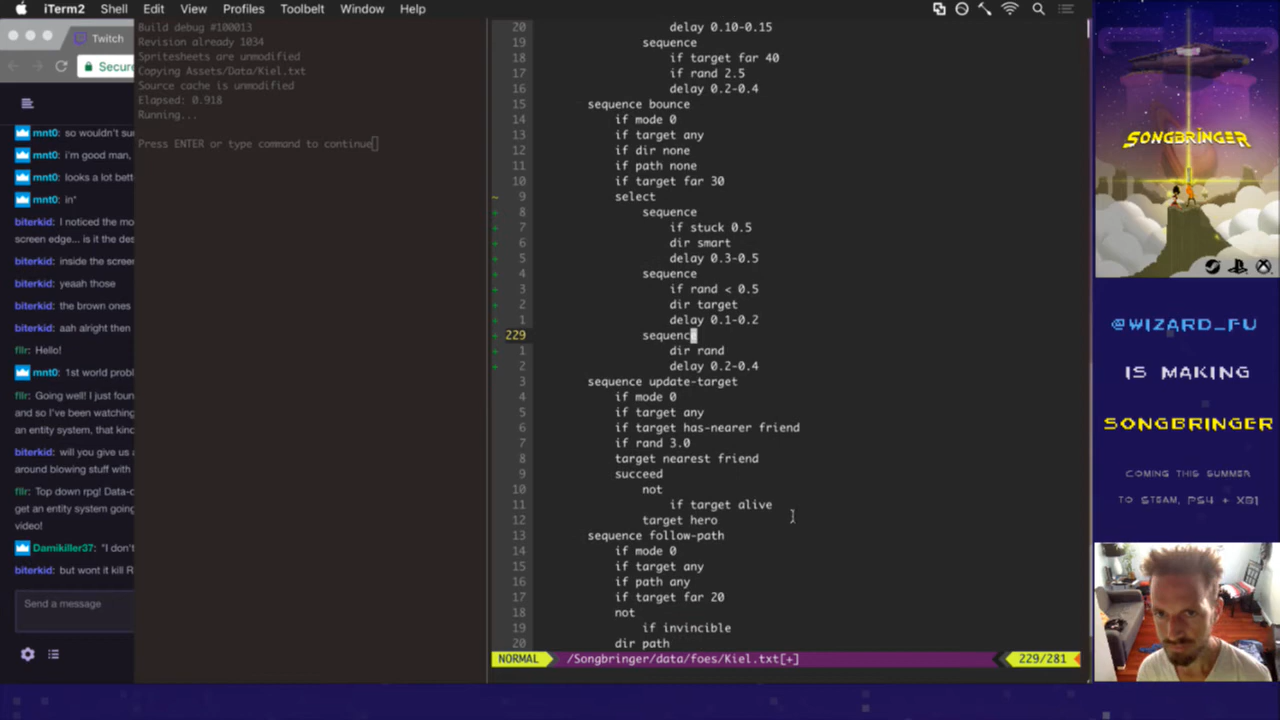 iTerm2 Shell Edit View Profiles Toolbelt Window Help
Twitch
Secure
mnt0: so wouldn't su
mnt0: i'm good man,
mnt0: looks a lot bett
mnt0: in*
biterkid: I noticed the mo
screen edge... is it the des
biterkid: inside the screen
biterkid: yeaah those
biterkid: the brown ones
biterkid: aah alright then
fllr: Hello!
mnt0: 1st world probl
fllr: Going well! I just foun
and so I've been watching
an entity system, that kind
biterkid: will you give us a
around blowing stuff with
fllr: Top down rpg! Data-d
get an entity system going
video!
Damikiller37: "I don't
biterkid: but wont it kill R
Send a message
Build debug #100013
Revision already 1034
Spritesheets are unmodified
Copying Assets/Data/Kiel.txt
Source cache is unmodified
Elapsed: 0.918
Running...
Press ENTER or type command to continue
20 delay 0.10-0.15
19 sequence
18 if target far 40
17 if rand 2.5
16 delay 0.2-0.4
15 sequence bounce
14 if mode 0
13 if target any
12 if dir none
11 if path none
10 if target far 30
~ 9 select
+ 8 sequence
+ 7 if stuck 0.5
+ 6 dir smart
+ 5 delay 0.3-0.5
+ 4 sequence
+ 3 if rand < 0.5
+ 2 dir target
+ 1 delay 0.1-0.2
+ 229 sequence
+ 1 dir rand
+ 2 delay 0.2-0.4
3 sequence update-target
4 if mode 0
5 if target any
6 if target has-nearer friend
7 if rand 3.0
8 target nearest friend
9 succeed
10 not
11 if target alive
12 target hero
13 sequence follow-path
14 if mode 0
15 if target any
16 if path any
17 if target far 20
18 not
19 if invincible
20 dir path
NORMAL /Songbringer/data/foes/Kiel.txt[+] 229/281
SONGBRINGER
@WIZARD_FU
IS MAKING
SONGBRINGER
COMING THIS SUMMER
TO STEAM, PS4 + XB1